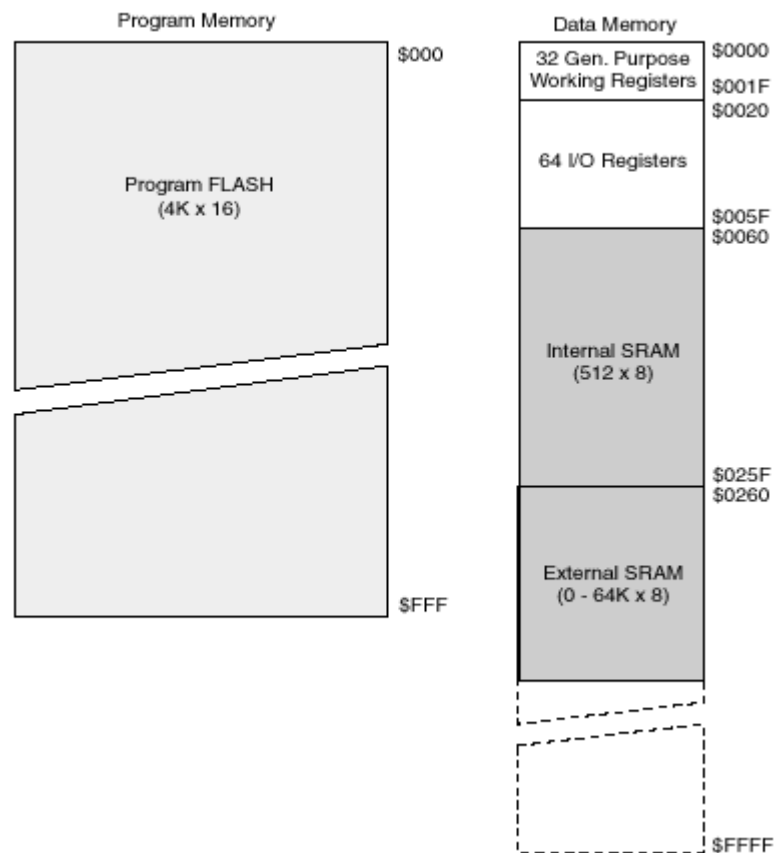 Program Memory
$000
Program FLASH
(4K x 16)
$FFF
Data Memory
32 Gen. Purpose
Working Registers
$0000
$001F
$0020
64 I/O Registers
$005F
$0060
Internal SRAM
(512 x 8)
$025F
$0260
External SRAM
(0 - 64K x 8)
$FFFF